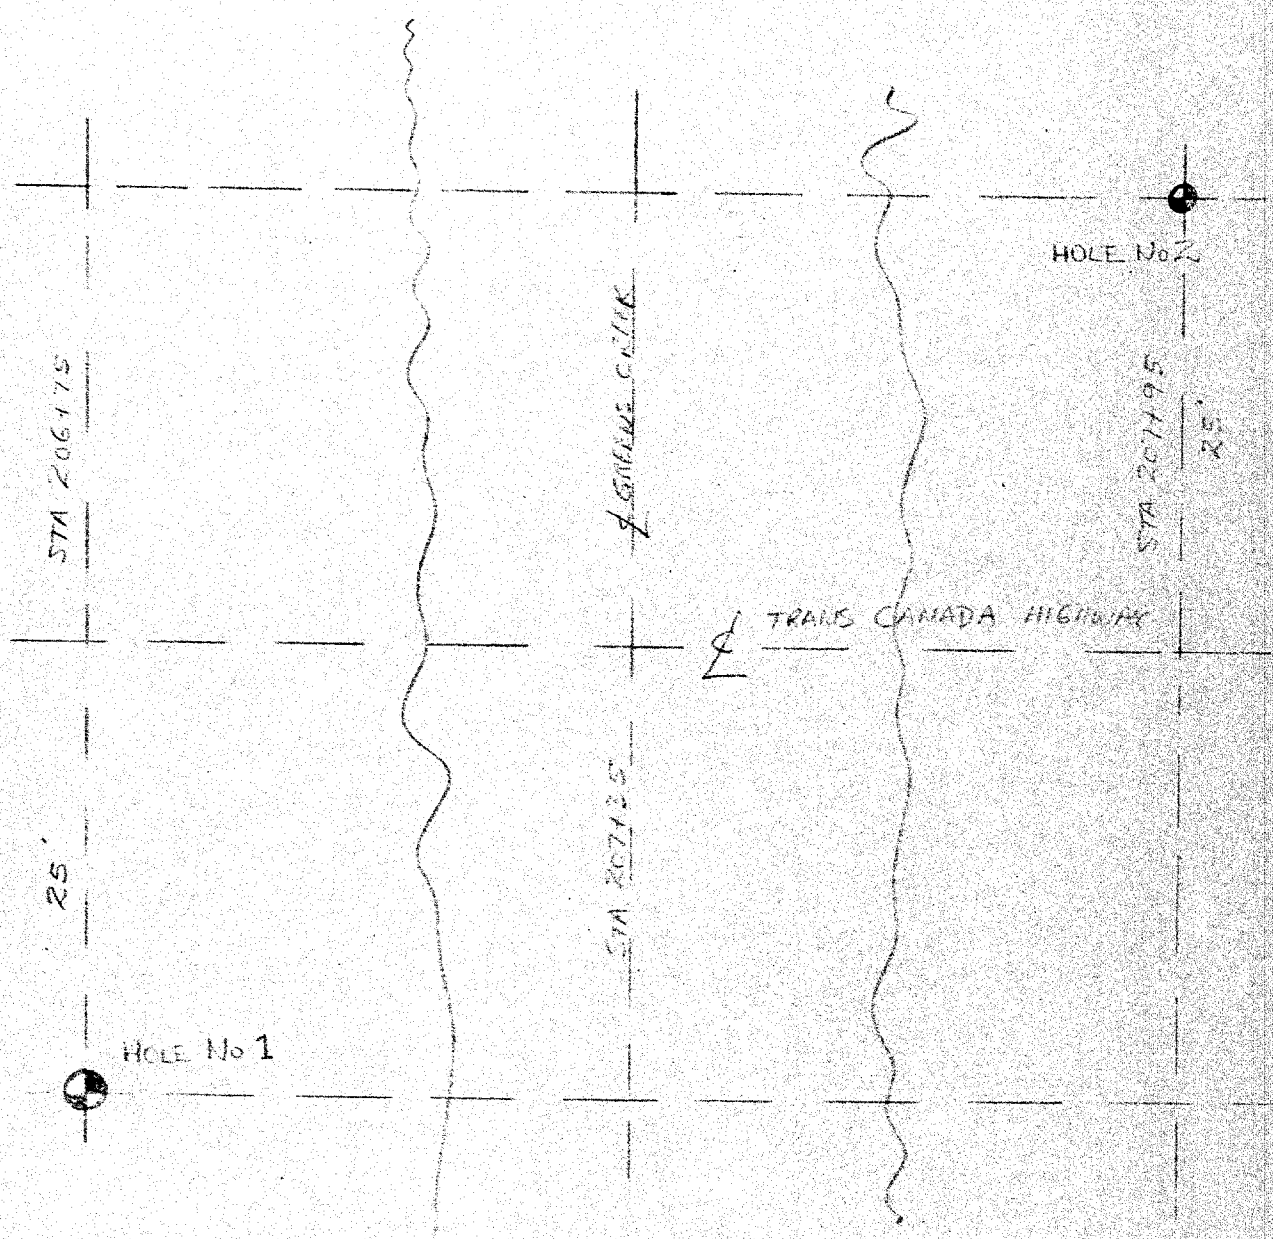 HOLE No 2
STA 206+75
℄ GREENS CREEK
STA 207+95
25'
℄ TRANS CANADA HIGHWAY
STA 207+35
25'
HOLE No 1